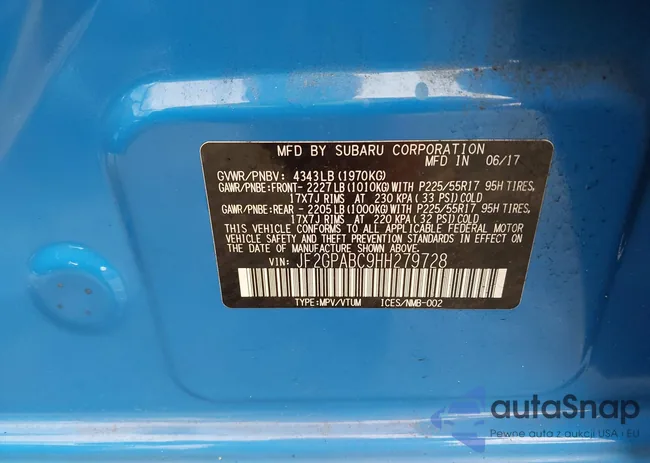 MFD BY SUBARU CORPORATION
MFD IN 06/17
GVWR/PNBV: 4343LB(1970KG)
GAWR/PNBE:FRONT-2227LB(1010KG)WITH P225/55R17 95H TIRES,
17X7J RIMS AT 230 KPA(33 PSI)COLD
GAWR/PNBE:REAR -2205LB(1000KG)WITH P225/55R17 95H TIRES,
17X7J RIMS AT 220 KPA(32 PSI)COLD
THIS VEHICLE CONFORMS TO ALL APPLICABLE FEDERAL MOTOR
VEHICLE SAFETY AND THEFT PREVENTION STANDARDS IN EFFECT ON
THE DATE OF MANUFACTURE SHOWN ABOVE.
VIN: JF2GPABC9HH279728
TYPE:MPV/VTUM ICES/NMB-002
autaSnap
Pewne auta z aukcji USA i EU